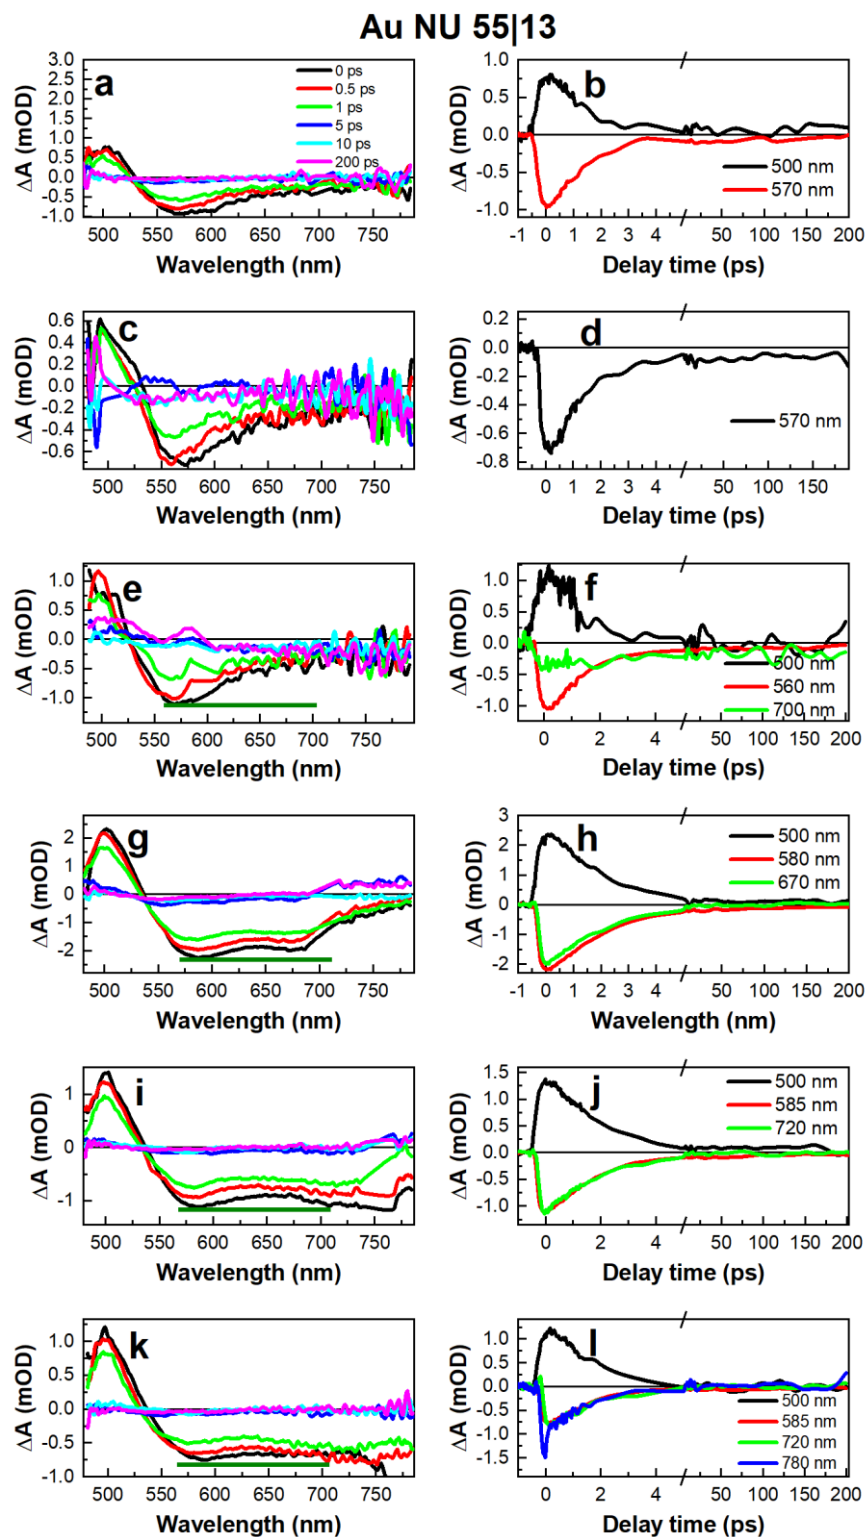 Au NU 55|13
a
0 ps
0.5 ps
1 ps
5 ps
10 ps
200 ps
ΔA (mOD)
3.0
2.5
2.0
1.5
1.0
0.5
0.0
-0.5
-1.0
500 550 600 650 700 750
Wavelength (nm)
b
500 nm
570 nm
ΔA (mOD)
1.0
0.5
0.0
-0.5
-1.0
-1 0 1 2 3 4 50 100 150 200
Delay time (ps)
c
ΔA (mOD)
0.6
0.4
0.2
0.0
-0.2
-0.4
-0.6
500 550 600 650 700 750
Wavelength (nm)
d
570 nm
ΔA (mOD)
0.2
0.0
-0.2
-0.4
-0.6
-0.8
-1 0 1 2 3 4 50 100 150
Delay time (ps)
e
ΔA (mOD)
1.0
0.5
0.0
-0.5
-1.0
500 550 600 650 700 750
Wavelength (nm)
f
500 nm
560 nm
700 nm
ΔA (mOD)
1.0
0.5
0.0
-0.5
-1.0
0 2 4 50 100 150 200
Delay time (ps)
g
ΔA (mOD)
2
1
0
-1
-2
500 550 600 650 700 750
Wavelength (nm)
h
500 nm
580 nm
670 nm
ΔA (mOD)
3
2
1
0
-1
-2
-1 0 1 2 3 4 50 100 150 200
Wavelength (nm)
i
ΔA (mOD)
1
0
-1
500 550 600 650 700 750
Wavelength (nm)
j
500 nm
585 nm
720 nm
ΔA (mOD)
1.5
1.0
0.5
0.0
-0.5
-1.0
0 2 4 50 100 150 200
Delay time (ps)
k
ΔA (mOD)
1.0
0.5
0.0
-0.5
-1.0
500 550 600 650 700 750
Wavelength (nm)
l
500 nm
585 nm
720 nm
780 nm
ΔA (mOD)
1.0
0.5
0.0
-0.5
-1.0
-1.5
0 2 4 50 100 150 200
Delay time (ps)